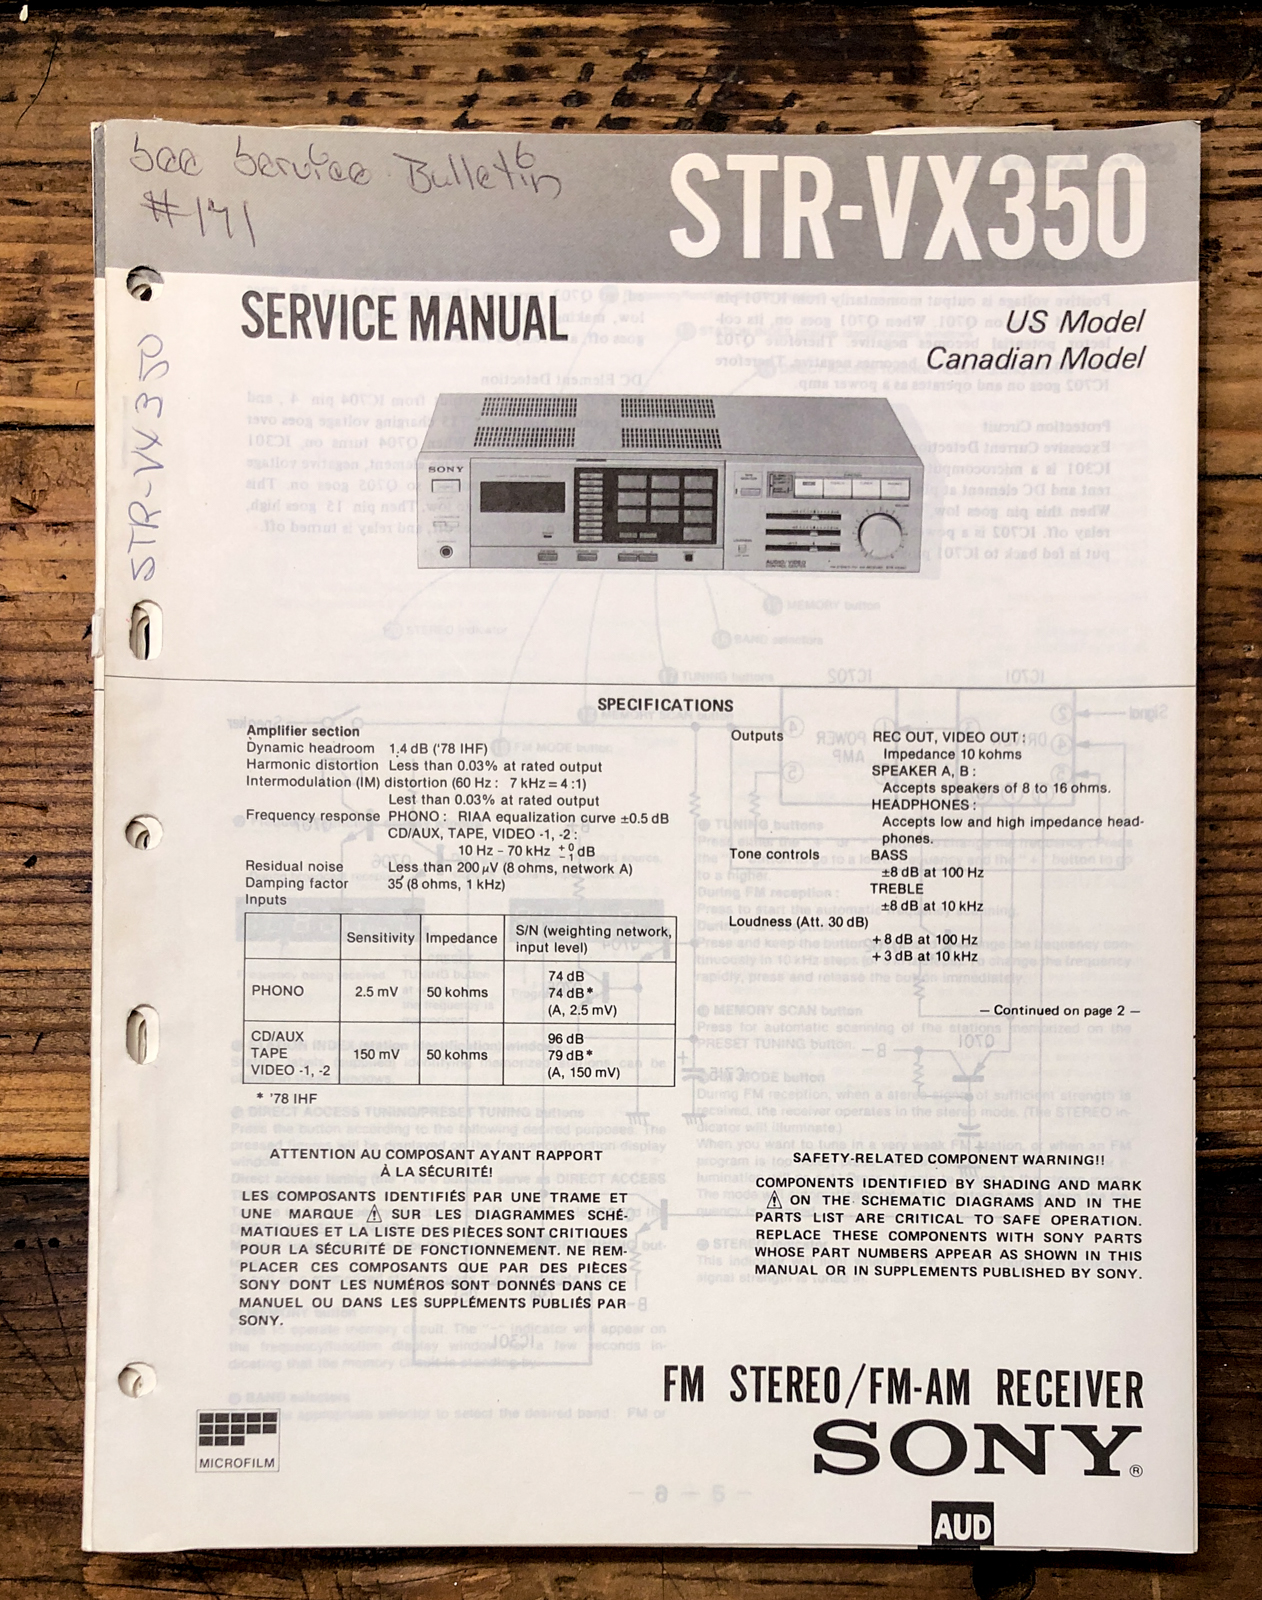 See Service Bulletin
#171
STR-VX350
STR-VX350
SERVICE MANUAL
US Model
Canadian Model
SONY
SPECIFICATIONS
Amplifier section
Dynamic headroom 1.4 dB ('78 IHF)
Harmonic distortion Less than 0.03% at rated output
Intermodulation (IM) distortion (60 Hz : 7 kHz = 4 :1)
Lest than 0.03% at rated output
Frequency response PHONO : RIAA equalization curve ±0.5 dB
CD/AUX, TAPE, VIDEO -1, -2 :
10 Hz – 70 kHz +0 −1 dB
Residual noise Less than 200 μV (8 ohms, network A)
Damping factor 35 (8 ohms, 1 kHz)
Inputs
Sensitivity Impedance S/N (weighting network, input level)
PHONO 2.5 mV 50 kohms 74 dB
74 dB*
(A, 2.5 mV)
CD/AUX 96 dB
TAPE 150 mV 50 kohms 79 dB*
VIDEO -1, -2 (A, 150 mV)
* '78 IHF
Outputs REC OUT, VIDEO OUT :
Impedance 10 kohms
SPEAKER A, B :
Accepts speakers of 8 to 16 ohms.
HEADPHONES :
Accepts low and high impedance head-
phones.
Tone controls BASS
±8 dB at 100 Hz
TREBLE
±8 dB at 10 kHz
Loudness (Att. 30 dB)
+ 8 dB at 100 Hz
+ 3 dB at 10 kHz
— Continued on page 2 —
ATTENTION AU COMPOSANT AYANT RAPPORT
À LA SÉCURITÉ!
LES COMPOSANTS IDENTIFIÉS PAR UNE TRAME ET
UNE MARQUE ⚠ SUR LES DIAGRAMMES SCHÉ-
MATIQUES ET LA LISTE DES PIÈCES SONT CRITIQUES
POUR LA SÉCURITÉ DE FONCTIONNEMENT. NE REM-
PLACER CES COMPOSANTS QUE PAR DES PIÈCES
SONY DONT LES NUMÉROS SONT DONNÉS DANS CE
MANUEL OU DANS LES SUPPLÉMENTS PUBLIÉS PAR
SONY.
SAFETY-RELATED COMPONENT WARNING!!
COMPONENTS IDENTIFIED BY SHADING AND MARK
⚠ ON THE SCHEMATIC DIAGRAMS AND IN THE
PARTS LIST ARE CRITICAL TO SAFE OPERATION.
REPLACE THESE COMPONENTS WITH SONY PARTS
WHOSE PART NUMBERS APPEAR AS SHOWN IN THIS
MANUAL OR IN SUPPLEMENTS PUBLISHED BY SONY.
FM STEREO/FM-AM RECEIVER
SONY ®
MICROFILM
AUD